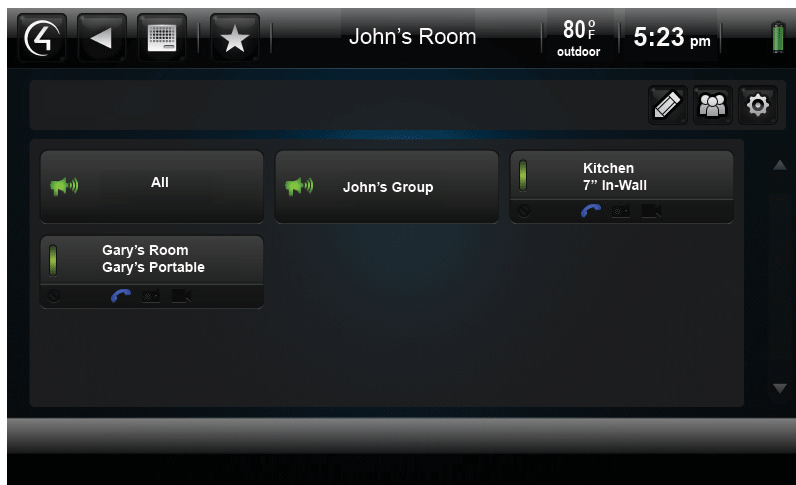 John's Room
80°F
outdoor
5:23 pm
All
John's Group
Kitchen
7” In-Wall
Gary's Room
Gary's Portable